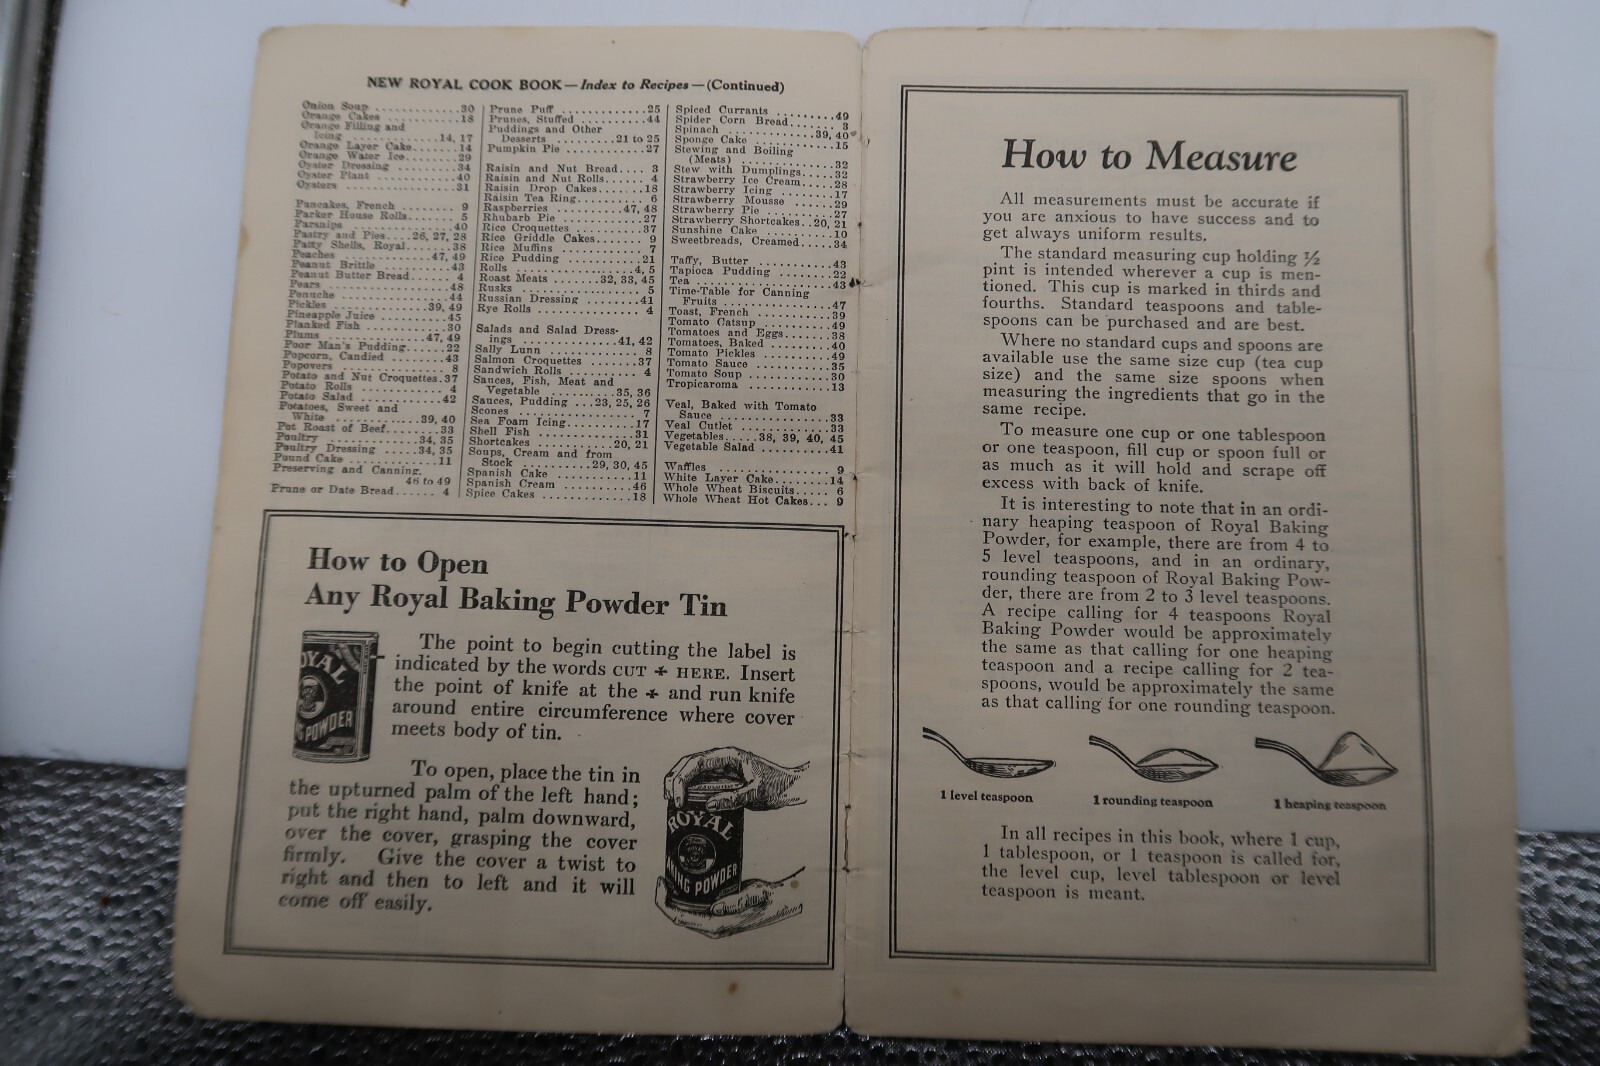 NEW ROYAL COOK BOOK—Index to Recipes—(Continued)
Onion Soup ............30
Orange Cakes ............18
Orange Filling and
Icing ............14, 17
Orange Layer Cake......14
Orange Water Ice.......29
Oyster Dressing ........34
Oyster Plant ............40
Oysters ............31
Pancakes, French ........ 9
Parker House Rolls...... 5
Parsnips ............40
Pastry and Pies....26, 27, 28
Patty Shells, Royal......38
Peaches ............47, 49
Peanut Brittle ............43
Peanut Butter Bread..... 4
Pears ............48
Penuche ............44
Pickles ............39, 49
Pineapple Juice ............45
Planked Fish ............30
Plums ............47, 49
Poor Man's Pudding......22
Popcorn, Candied ........43
Popovers ............ 8
Potato and Nut Croquettes.37
Potato Rolls ............ 4
Potato Salad ............42
Potatoes, Sweet and
White ............39, 40
Pot Roast of Beef........33
Poultry ............34, 35
Poultry Dressing .....34, 35
Pound Cake ............11
Preserving and Canning,
46 to 49
Prune or Date Bread...... 4
Prune Puff ............25
Prunes, Stuffed ............44
Puddings and Other
Desserts .........21 to 25
Pumpkin Pie ............27
Raisin and Nut Bread.... 3
Raisin and Nut Rolls..... 4
Raisin Drop Cakes.......18
Raisin Tea Ring.......... 6
Raspberries ..........47, 48
Rhubarb Pie ............27
Rice Croquettes ..........37
Rice Griddle Cakes....... 9
Rice Muffins ............ 7
Rice Pudding ............21
Rolls ............4, 5
Roast Meats .......32, 33, 45
Rusks ............ 5
Russian Dressing ........41
Rye Rolls ............ 4
Salads and Salad Dress-
ings ............41, 42
Sally Lunn ............ 8
Salmon Croquettes .......37
Sandwich Rolls .......... 4
Sauces, Fish, Meat and
Vegetable ..........35, 36
Sauces, Pudding ...23, 25, 26
Scones ............ 7
Sea Foam Icing..........17
Shell Fish ............31
Shortcakes ..........20, 21
Soups, Cream and from
Stock ..........29, 30, 45
Spanish Cake ............11
Spanish Cream ..........46
Spice Cakes ............18
Spiced Currants .........49
Spider Corn Bread....... 3
Spinach ............39, 40
Sponge Cake ............15
Stewing and Boiling
(Meats) ............32
Stew with Dumplings.....32
Strawberry Ice Cream....28
Strawberry Icing ........17
Strawberry Mousse ......29
Strawberry Pie ..........27
Strawberry Shortcakes..20, 21
Sunshine Cake ..........10
Sweetbreads, Creamed.....34
Taffy, Butter ............43
Tapioca Pudding ........22
Tea ............43
Time-Table for Canning
Fruits ............47
Toast, French ............39
Tomato Catsup ..........49
Tomatoes and Eggs.......38
Tomatoes, Baked .........40
Tomato Pickles ..........49
Tomato Sauce ............35
Tomato Soup ............30
Tropicaroma ............13
Veal, Baked with Tomato
Sauce ............33
Veal Cutlet ............33
Vegetables.....38, 39, 40, 45
Vegetable Salad ..........41
Waffles ............ 9
White Layer Cake........14
Whole Wheat Biscuits..... 6
Whole Wheat Hot Cakes... 9
How to Open
Any Royal Baking Powder Tin
The point to begin cutting the label is
indicated by the words CUT ✶ HERE. Insert
the point of knife at the ✶ and run knife
around entire circumference where cover
meets body of tin.
To open, place the tin in
the upturned palm of the left hand;
put the right hand, palm downward,
over the cover, grasping the cover
firmly. Give the cover a twist to
right and then to left and it will
come off easily.
OYAL
POWDER
ROYAL
KING POWDER
How to Measure
All measurements must be accurate if
you are anxious to have success and to
get always uniform results.
The standard measuring cup holding ½
pint is intended wherever a cup is men-
tioned. This cup is marked in thirds and
fourths. Standard teaspoons and table-
spoons can be purchased and are best.
Where no standard cups and spoons are
available use the same size cup (tea cup
size) and the same size spoons when
measuring the ingredients that go in the
same recipe.
To measure one cup or one tablespoon
or one teaspoon, fill cup or spoon full or
as much as it will hold and scrape off
excess with back of knife.
It is interesting to note that in an ordi-
nary heaping teaspoon of Royal Baking
Powder, for example, there are from 4 to
5 level teaspoons, and in an ordinary,
rounding teaspoon of Royal Baking Pow-
der, there are from 2 to 3 level teaspoons.
A recipe calling for 4 teaspoons Royal
Baking Powder would be approximately
the same as that calling for one heaping
teaspoon and a recipe calling for 2 tea-
spoons, would be approximately the same
as that calling for one rounding teaspoon.
1 level teaspoon
1 rounding teaspoon
1 heaping teaspoon
In all recipes in this book, where 1 cup,
1 tablespoon, or 1 teaspoon is called for,
the level cup, level tablespoon or level
teaspoon is meant.